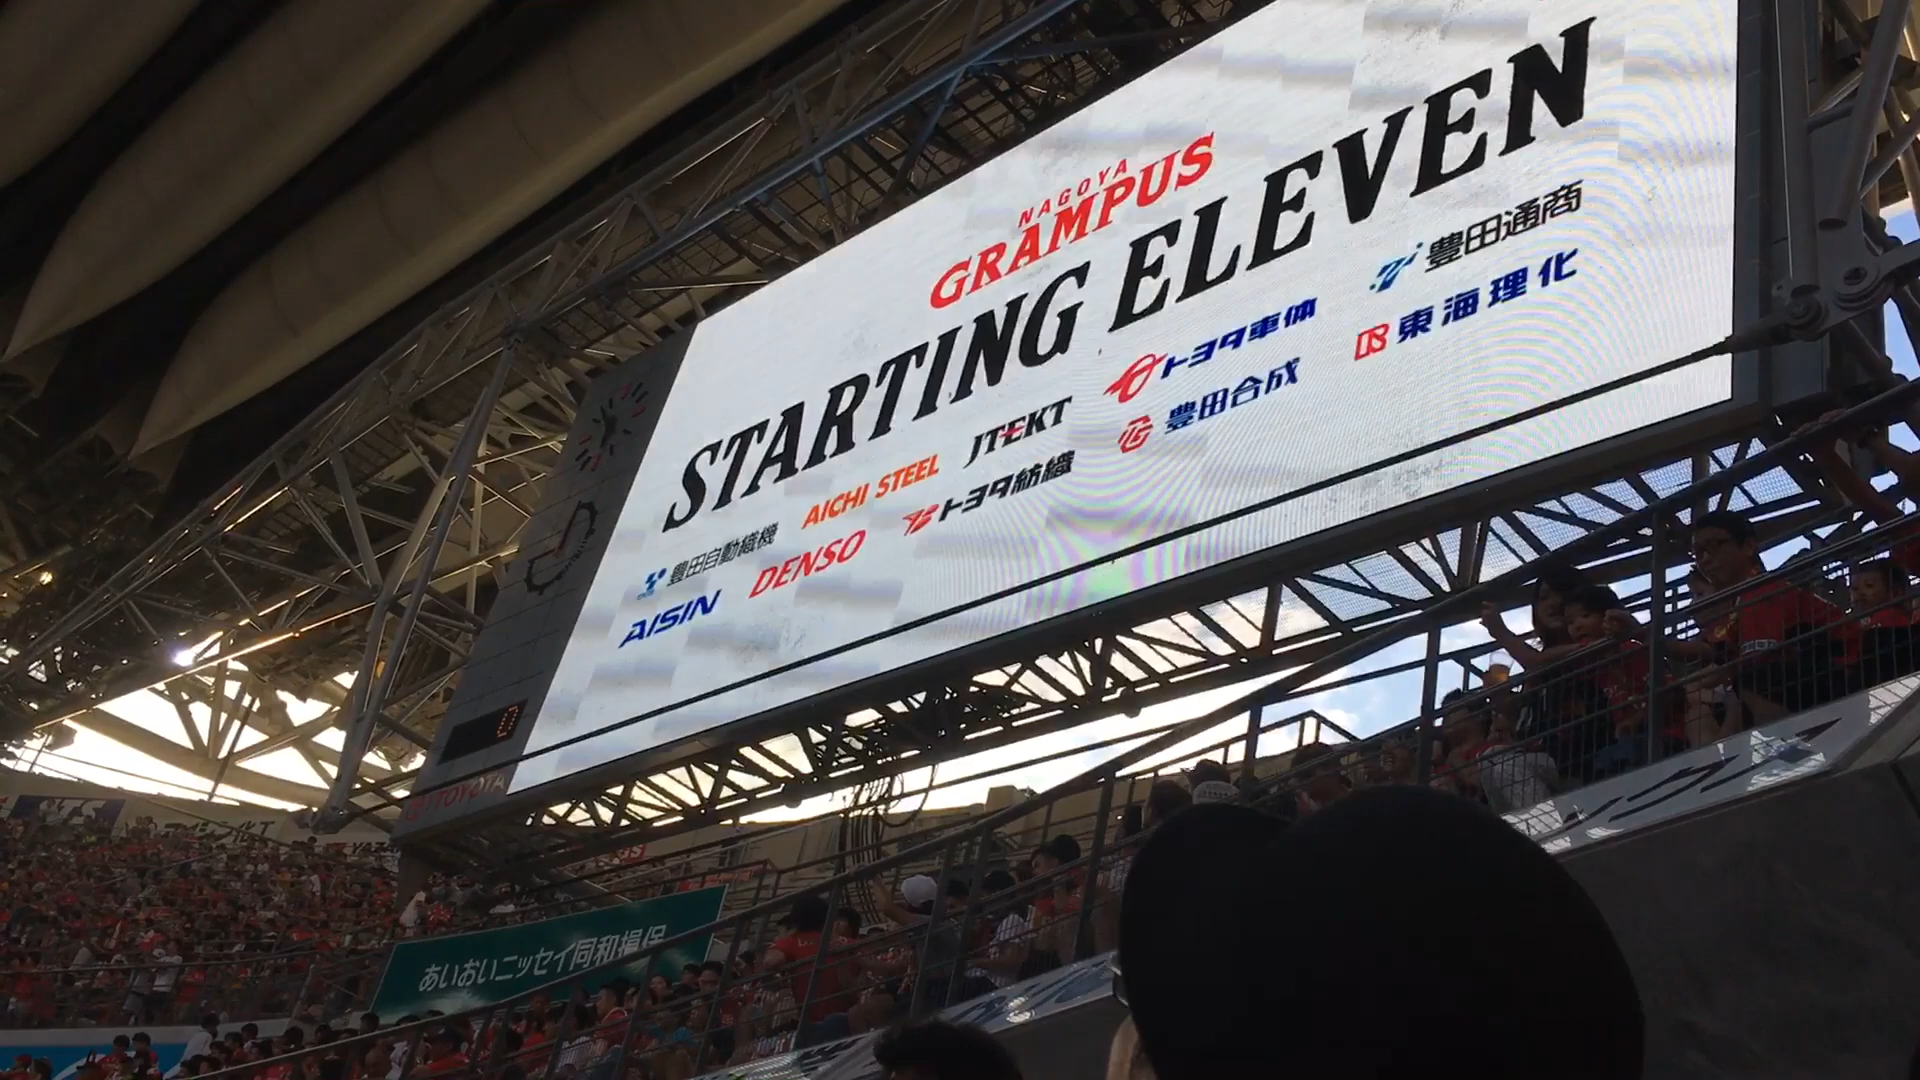 NAGOYA
GRAMPUS
STARTING ELEVEN
豊田自動織機
AICHI STEEL
JTEKT
トヨタ車体
豊田通商
AISIN
DENSO
トヨタ紡織
豊田合成
東海理化
0
TOYOTA
あいおいニッセイ同和損保